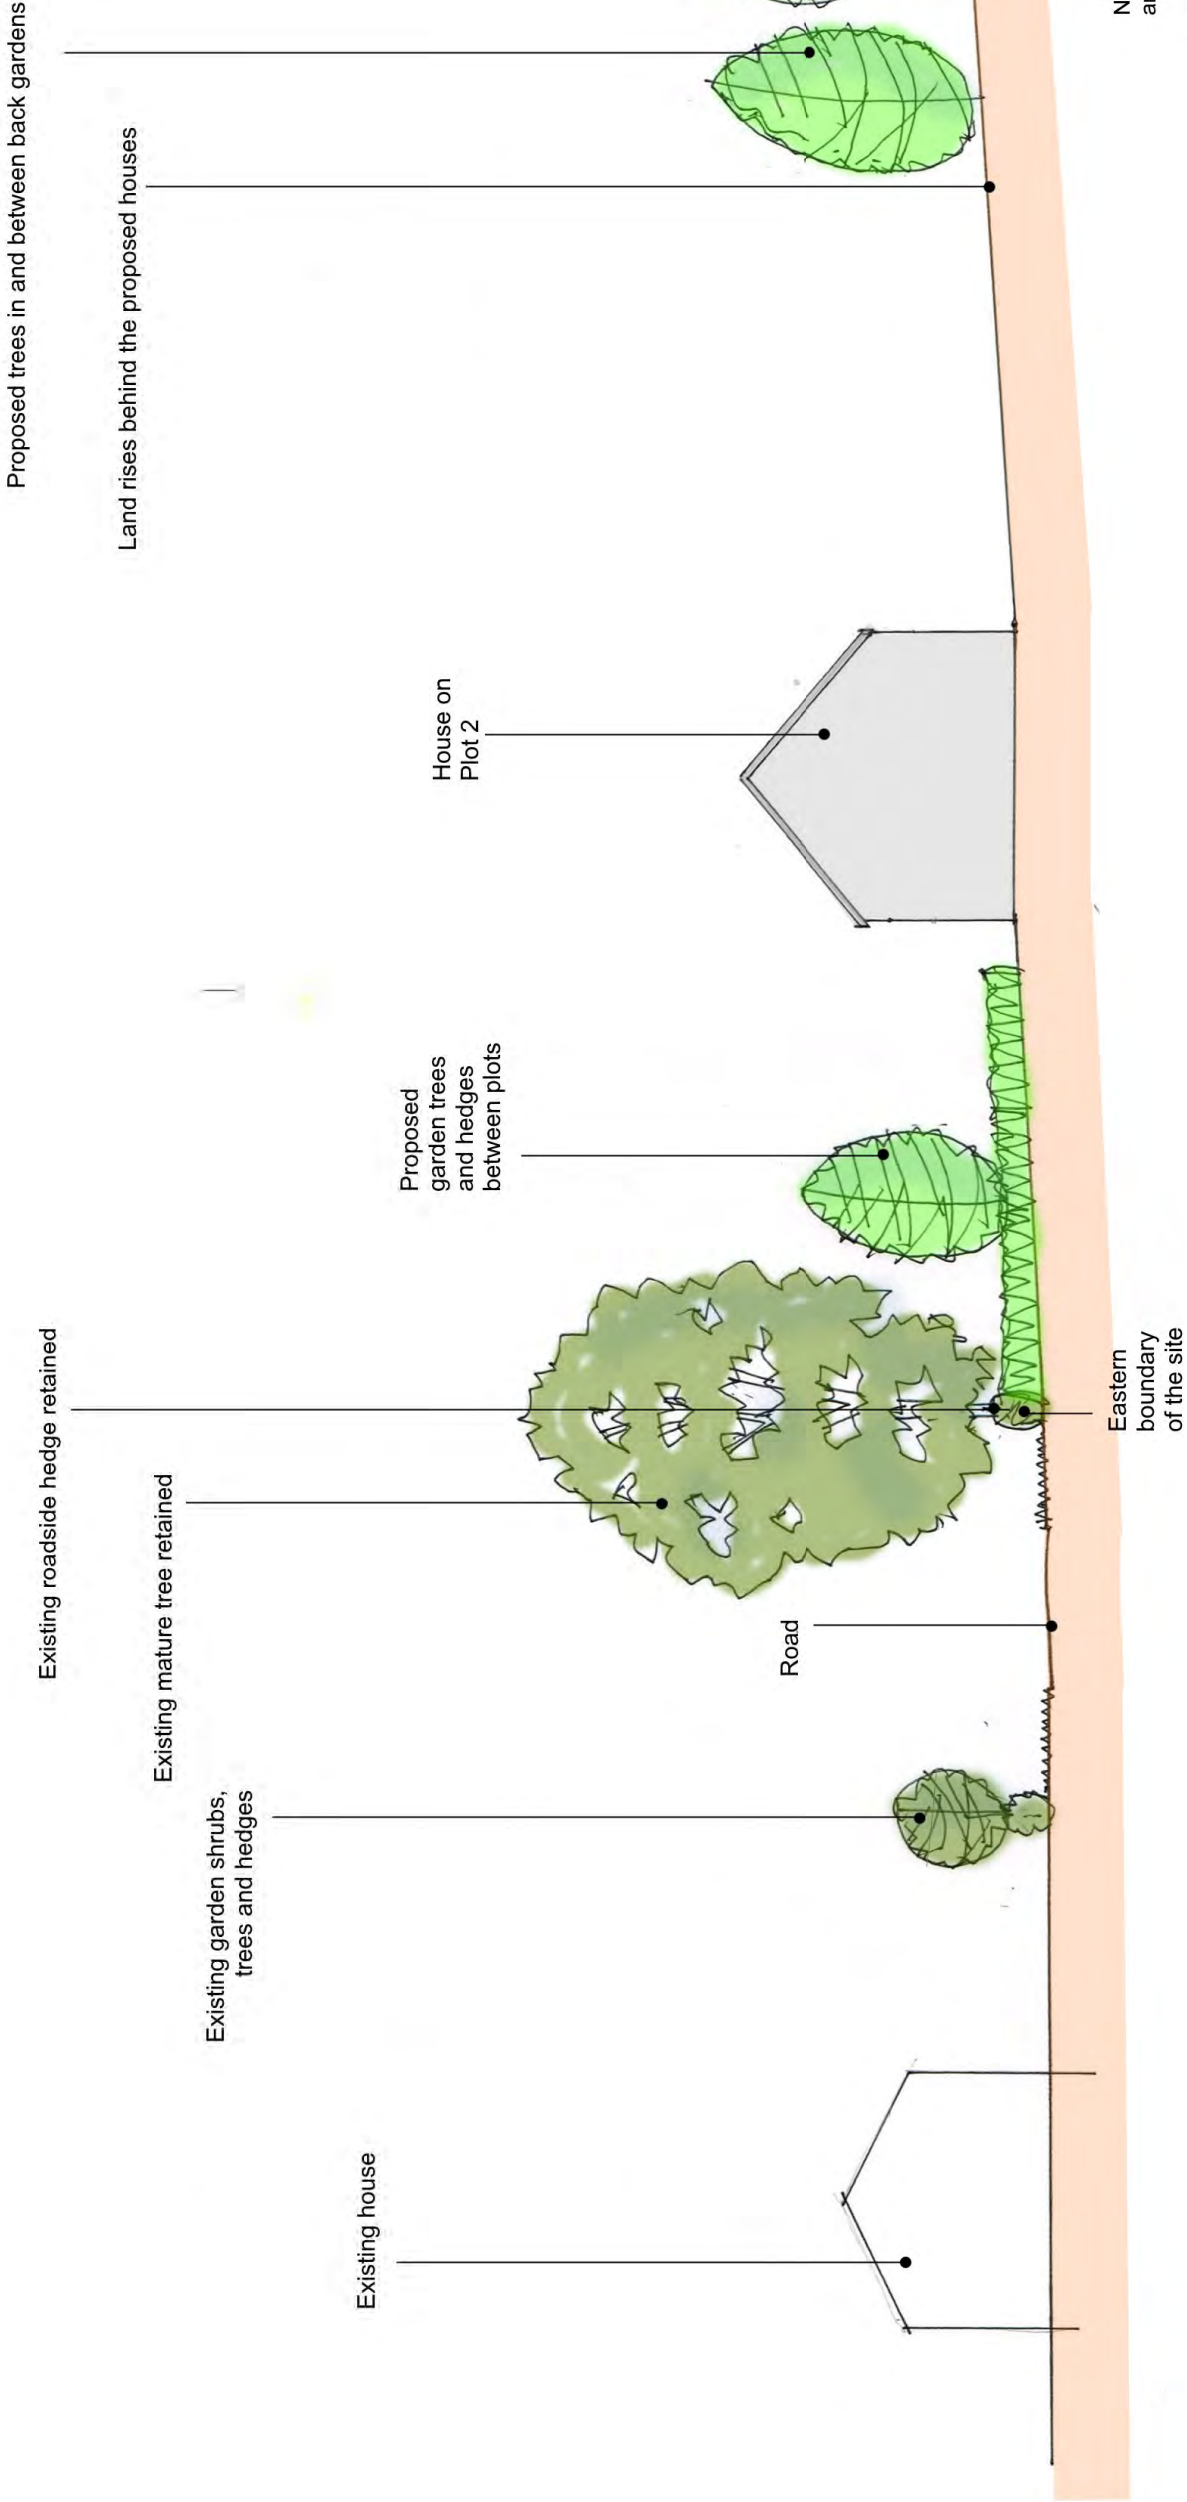 Existing house
Existing garden shrubs,
trees and hedges
Existing mature tree retained
Existing roadside hedge retained
Road
Eastern
boundary
of the site
Proposed
garden trees
and hedges
between plots
House on
Plot 2
Land rises behind the proposed houses
Proposed trees in and between back gardens